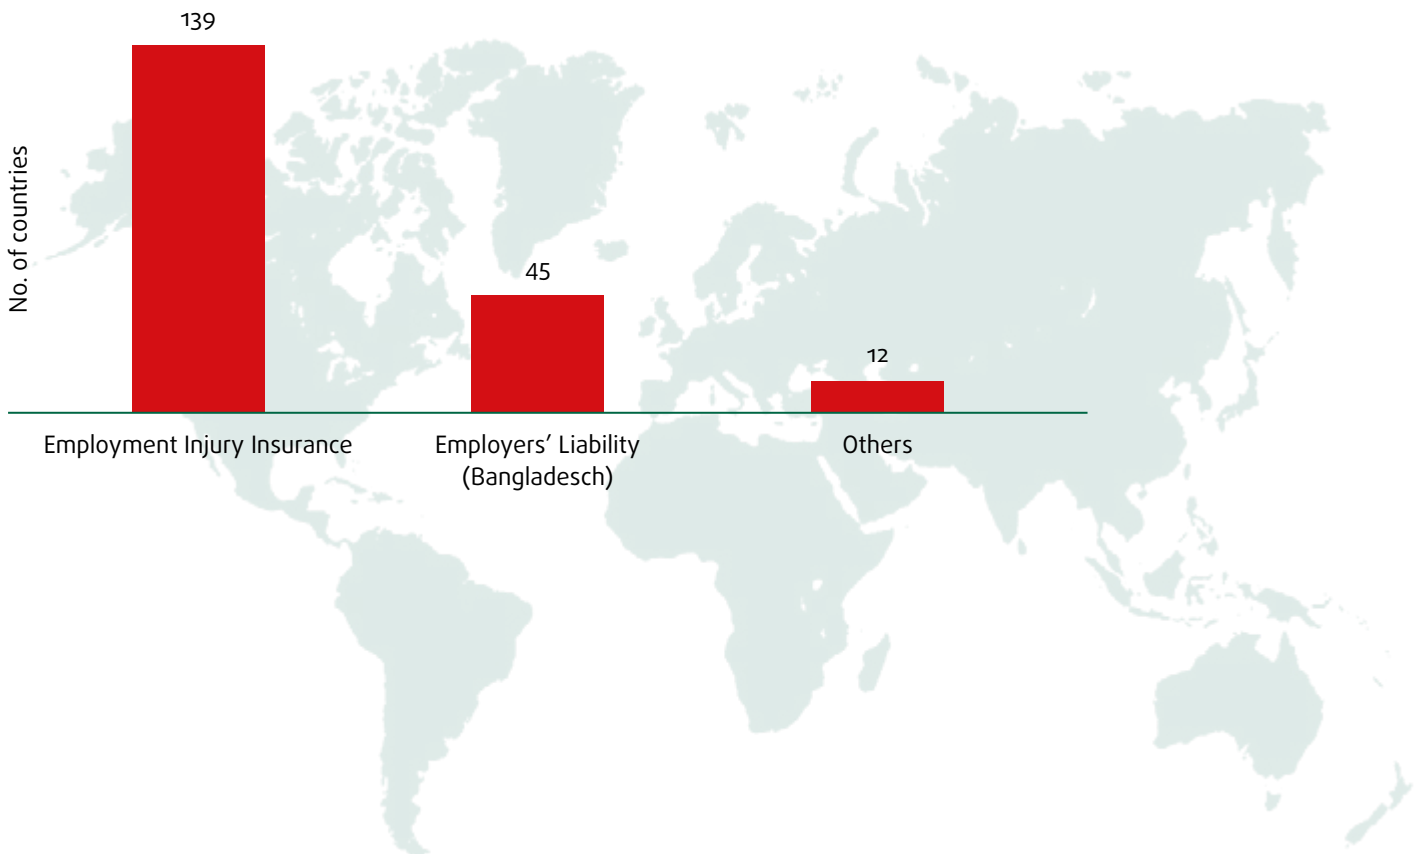 139
No. of countries
45
12
Employment Injury Insurance
Employers’ Liability
(Bangladesch)
Others